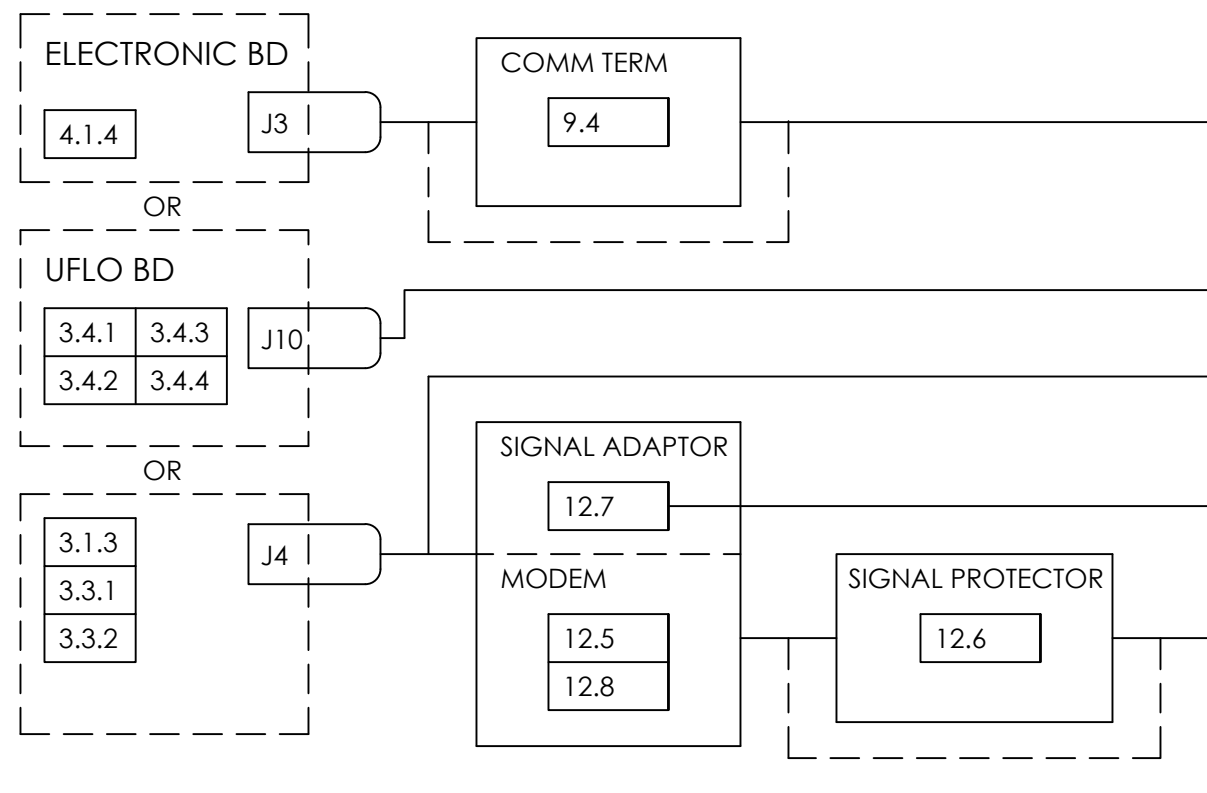 ELECTRONIC BD
4.1.4
J3
COMM TERM
9.4
OR
UFLO BD
3.4.1 3.4.3
3.4.2 3.4.4
J10
OR
3.1.3
3.3.1
3.3.2
J4
SIGNAL ADAPTOR
12.7
MODEM
12.5
12.8
SIGNAL PROTECTOR
12.6